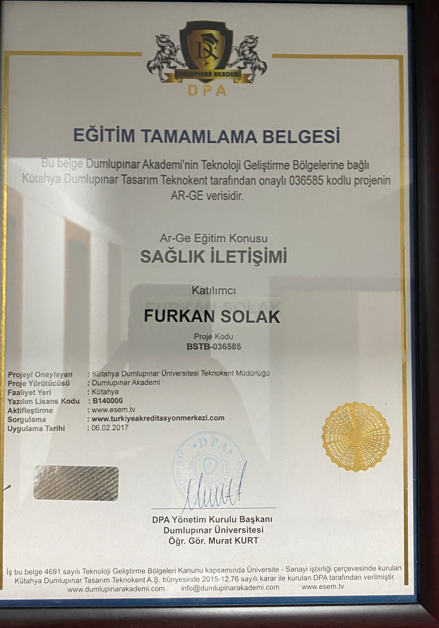 DUMLUPINAR AKADEMİ
DPA
EĞİTİM TAMAMLAMA BELGESİ
Bu belge Dumlupınar Akademi'nin Teknoloji Geliştirme Bölgelerine bağlı
Kütahya Dumlupınar Tasarım Teknokent tarafından onaylı 036585 kodlu projenin
AR-GE verisidir.
Ar-Ge Eğitim Konusu
SAĞLIK İLETİŞİMİ
Katılımcı
FURKAN SOLAK
Proje Kodu
BSTB-036585
Projeyi Onaylayan : Kütahya Dumlupınar Üniversitesi Teknokent Müdürlüğü
Proje Yürütücüsü : Dumlupınar Akademi
Faaliyet Yeri : Kütahya
Yazılım Lisans Kodu : B140000
Aktifleştirme : www.esem.tv
Sorgulama : www.turkiyeakreditasyonmerkezi.com
Uygulama Tarihi : 06.02.2017
DPA
DPA Yönetim Kurulu Başkanı
Dumlupınar Üniversitesi
Öğr. Gör. Murat KURT
İş bu belge 4691 sayılı Teknoloji Geliştirme Bölgeleri Kanunu kapsamında Üniversite - Sanayi işbirliği çerçevesinde kurulan
Kütahya Dumlupınar Tasarım Teknokent A.Ş. bünyesinde 2015-12.76 sayılı karar ile kurulan DPA tarafından verilmiştir.
www.dumlupinarakademi.com info@dumlupinarakademi.com www.esem.tv